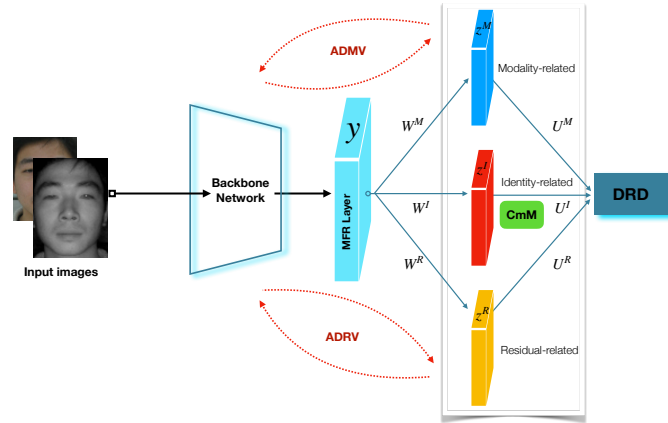 ADMV
z^M
Modality-related
y
W^M
U^M
Backbone
Network
MFR Layer
z^I
Identity-related
DRD
W^I
CmM
U^I
Input images
W^R
U^R
z^R
ADRV
Residual-related